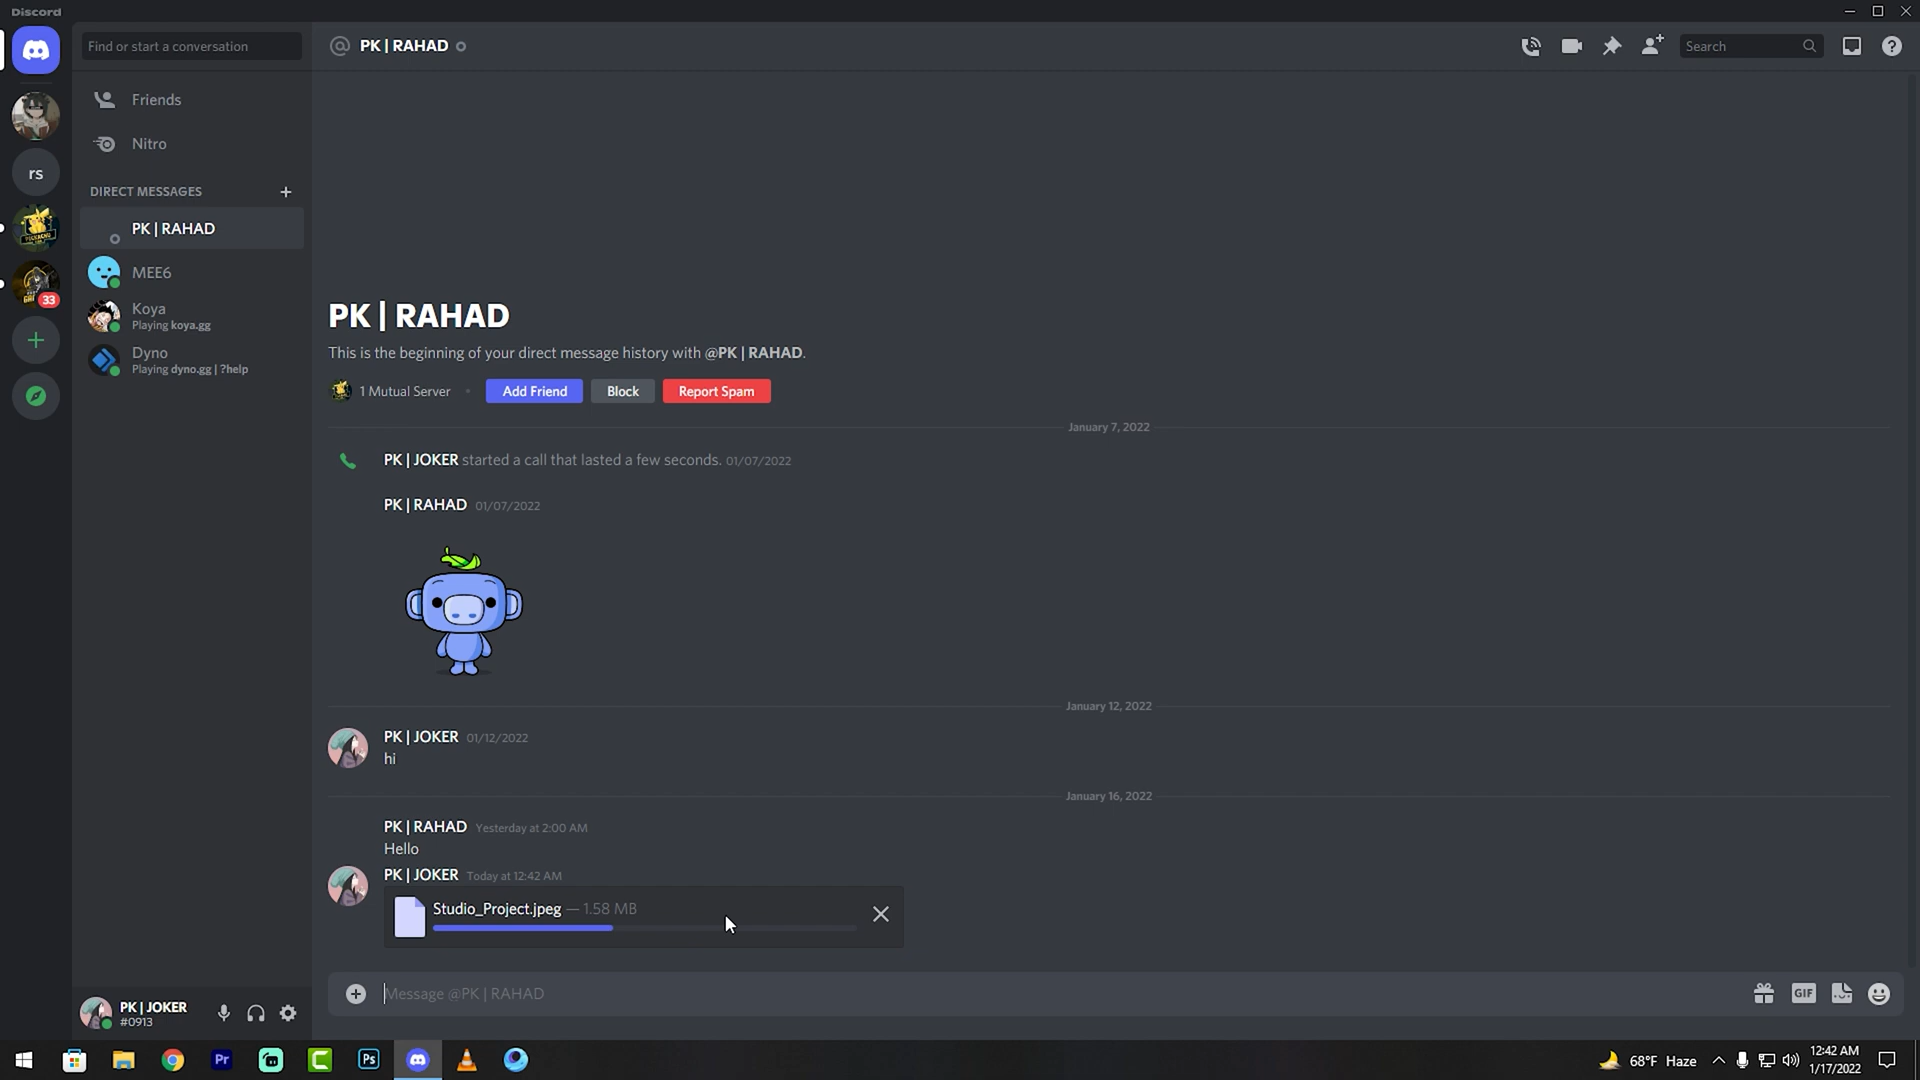 Discord
Find or start a conversation
PK | RAHAD
Search
Friends
Nitro
rs
DIRECT MESSAGES
PK | RAHAD
MEE6
33
Koya
Playing koya.gg
Dyno
Playing dyno.gg | ?help
PK | RAHAD
This is the beginning of your direct message history with @PK | RAHAD.
1 Mutual Server
Add Friend
Block
Report Spam
January 7, 2022
PK | JOKER started a call that lasted a few seconds. 01/07/2022
PK | RAHAD 01/07/2022
January 12, 2022
PK | JOKER 01/12/2022
hi
January 16, 2022
PK | RAHAD Yesterday at 2:00 AM
Hello
PK | JOKER Today at 12:42 AM
Studio_Project.jpeg — 1.58 MB
Message @PK | RAHAD
GIF
PK | JOKER
#0913
Pr
Ps
68°F Haze
12:42 AM
1/17/2022